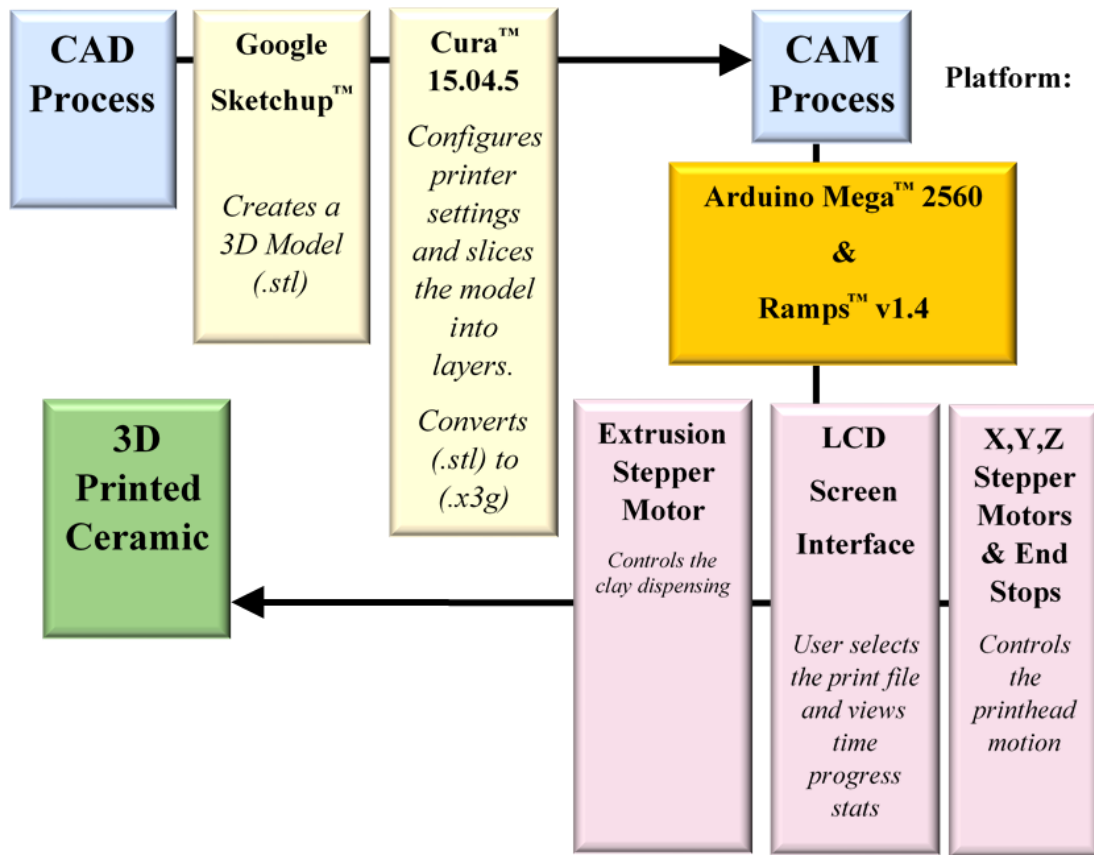 CAD
Process
Google
Sketchup™
Creates a
3D Model
(.stl)
Cura™
15.04.5
Configures
printer
settings
and slices
the model
into
layers.
Converts
(.stl) to
(.x3g)
CAM
Process
Platform:
Arduino Mega™ 2560
&
Ramps™ v1.4
3D
Printed
Ceramic
Extrusion
Stepper
Motor
Controls the
clay dispensing
LCD
Screen
Interface
User selects
the print file
and views
time
progress
stats
X,Y,Z
Stepper
Motors
& End
Stops
Controls
the
printhead
motion